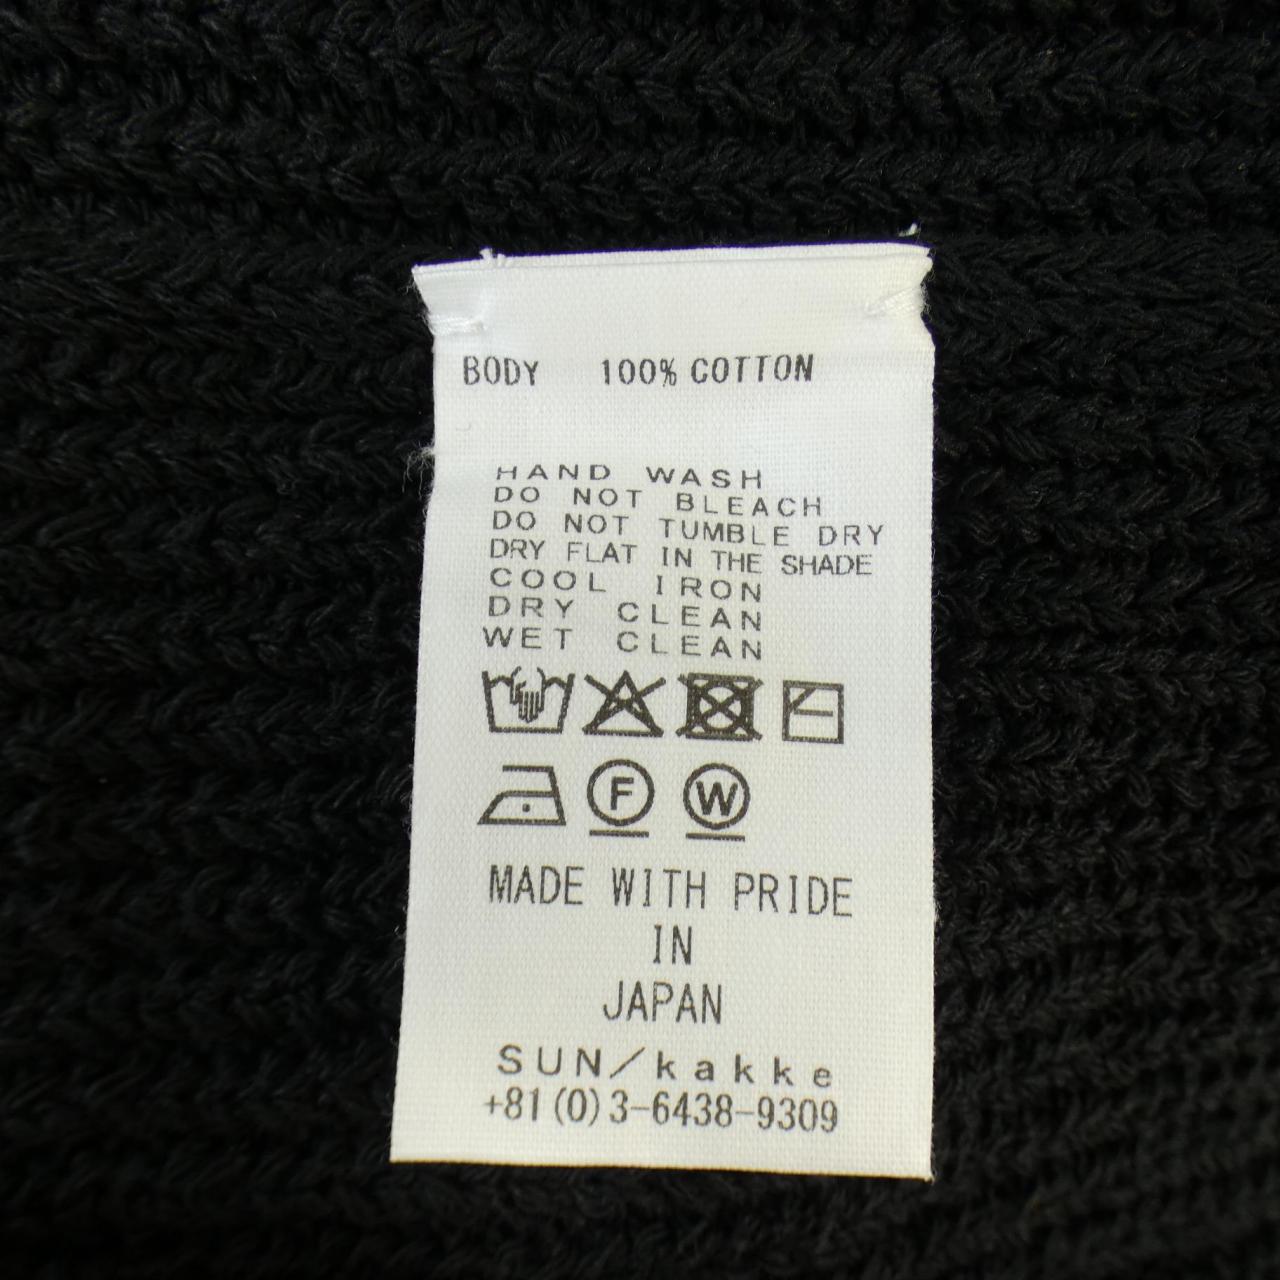 BODY 100% COTTON
HAND WASH
DO NOT BLEACH
DO NOT TUMBLE DRY
DRY FLAT IN THE SHADE
COOL IRON
DRY CLEAN
WET CLEAN
F W
MADE WITH PRIDE
IN
JAPAN
SUN/kakke
+81(0)3-6438-9309